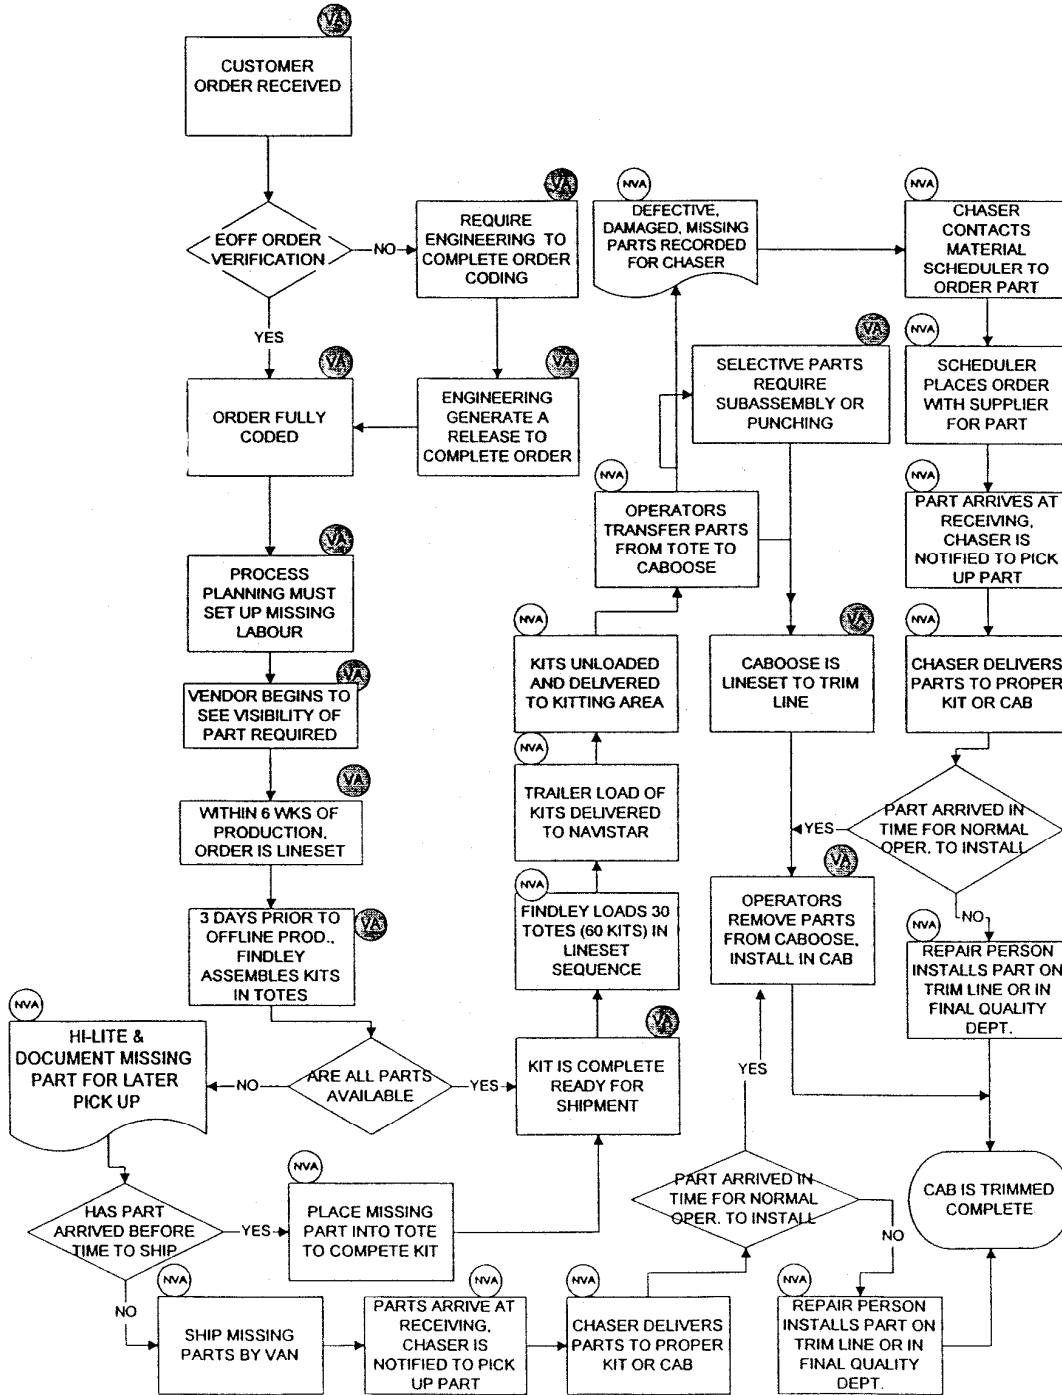 VA
CUSTOMER
ORDER RECEIVED
EOFF ORDER
VERIFICATION
NO
VA
REQUIRE
ENGINEERING TO
COMPLETE ORDER
CODING
YES
VA
ORDER FULLY
CODED
VA
ENGINEERING
GENERATE A
RELEASE TO
COMPLETE ORDER
VA
PROCESS
PLANNING MUST
SET UP MISSING
LABOUR
VA
VENDOR BEGINS TO
SEE VISIBILITY OF
PART REQUIRED
VA
WITHIN 6 WKS OF
PRODUCTION,
ORDER IS LINESET
VA
3 DAYS PRIOR TO
OFFLINE PROD.,
FINDLEY
ASSEMBLES KITS
IN TOTES
ARE ALL PARTS
AVAILABLE
NO
YES
NVA
HI-LITE &
DOCUMENT MISSING
PART FOR LATER
PICK UP
HAS PART
ARRIVED BEFORE
TIME TO SHIP
YES
NVA
PLACE MISSING
PART INTO TOTE
TO COMPETE KIT
NO
NVA
SHIP MISSING
PARTS BY VAN
NVA
PARTS ARRIVE AT
RECEIVING,
CHASER IS
NOTIFIED TO PICK
UP PART
NVA
CHASER DELIVERS
PARTS TO PROPER
KIT OR CAB
PART ARRIVED IN
TIME FOR NORMAL
OPER. TO INSTALL
YES
NO
NVA
REPAIR PERSON
INSTALLS PART ON
TRIM LINE OR IN
FINAL QUALITY
DEPT.
VA
KIT IS COMPLETE
READY FOR
SHIPMENT
NVA
FINDLEY LOADS 30
TOTES (60 KITS) IN
LINESET
SEQUENCE
NVA
TRAILER LOAD OF
KITS DELIVERED
TO NAVISTAR
NVA
KITS UNLOADED
AND DELIVERED
TO KITTING AREA
NVA
OPERATORS
TRANSFER PARTS
FROM TOTE TO
CABOOSE
NVA
DEFECTIVE,
DAMAGED, MISSING
PARTS RECORDED
FOR CHASER
VA
SELECTIVE PARTS
REQUIRE
SUBASSEMBLY OR
PUNCHING
VA
CABOOSE IS
LINESET TO TRIM
LINE
VA
OPERATORS
REMOVE PARTS
FROM CABOOSE,
INSTALL IN CAB
NVA
CHASER
CONTACTS
MATERIAL
SCHEDULER TO
ORDER PART
NVA
SCHEDULER
PLACES ORDER
WITH SUPPLIER
FOR PART
NVA
PART ARRIVES AT
RECEIVING,
CHASER IS
NOTIFIED TO PICK
UP PART
NVA
CHASER DELIVERS
PARTS TO PROPER
KIT OR CAB
PART ARRIVED IN
TIME FOR NORMAL
OPER. TO INSTALL
YES
NO
NVA
REPAIR PERSON
INSTALLS PART ON
TRIM LINE OR IN
FINAL QUALITY
DEPT.
CAB IS TRIMMED
COMPLETE